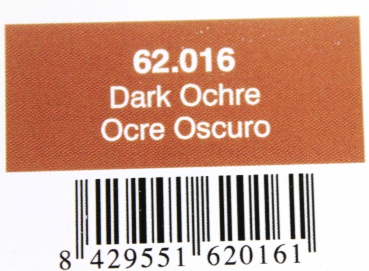 62.016
Dark Ochre
Ocre Oscuro
8 429551 620161